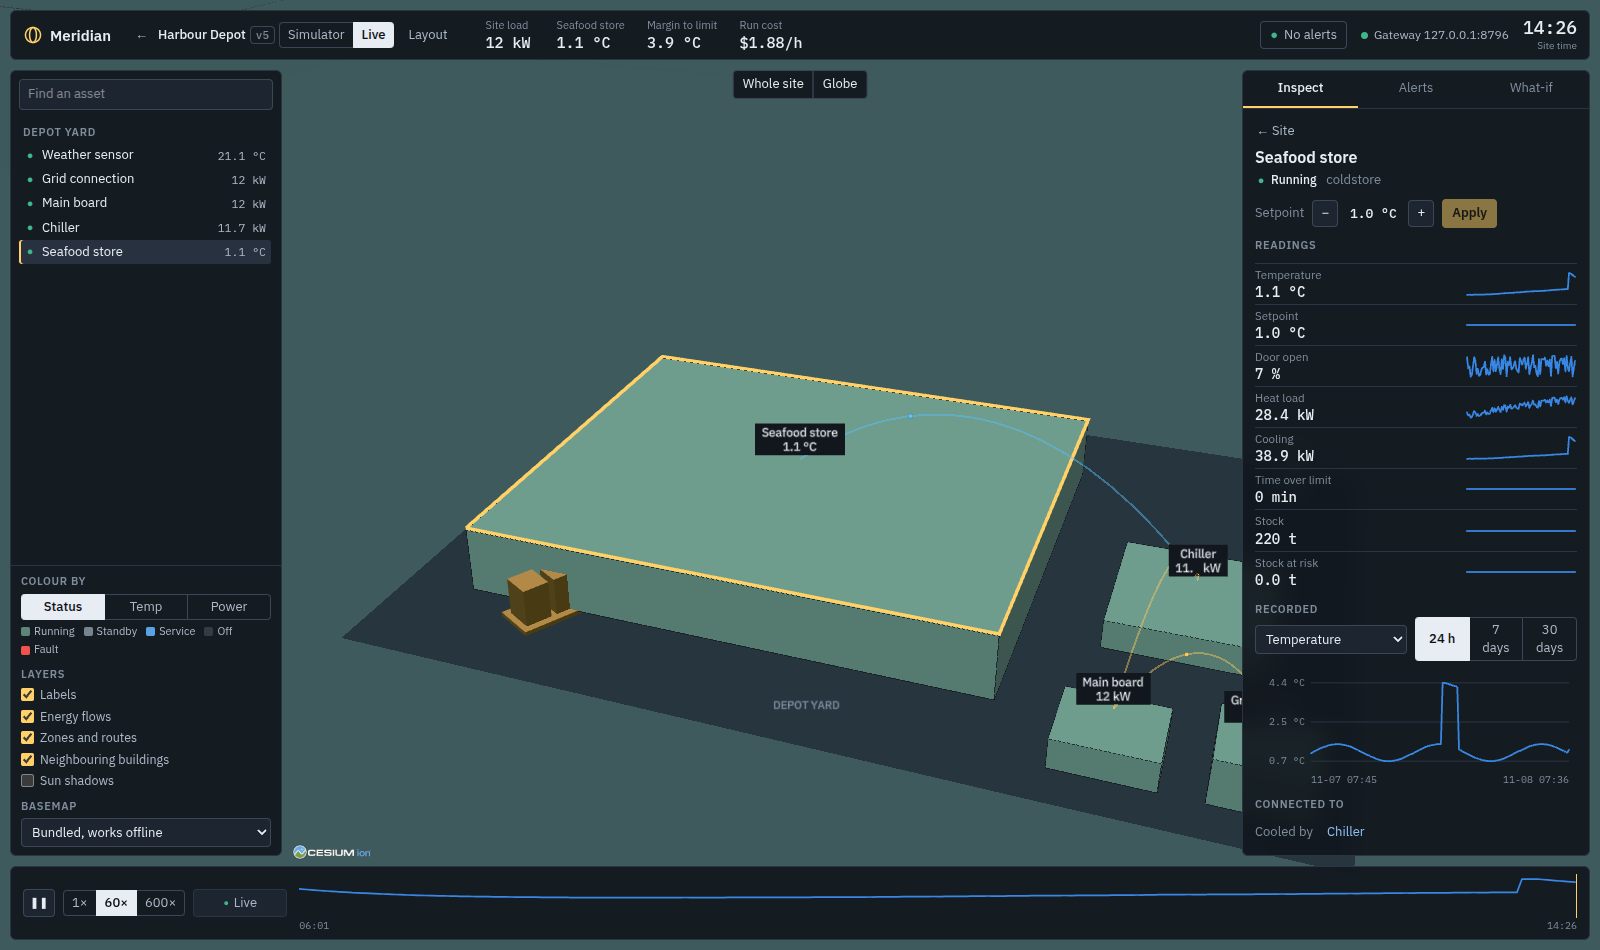 Meridian
← Harbour Depot v5
Simulator Live Layout
Site load
12 kW
Seafood store
1.1 °C
Margin to limit
3.9 °C
Run cost
$1.88/h
No alerts
Gateway 127.0.0.1:8796
14:26
Site time
Find an asset
DEPOT YARD
Weather sensor 21.1 °C
Grid connection 12 kW
Main board 12 kW
Chiller 11.7 kW
Seafood store 1.1 °C
COLOUR BY
Status Temp Power
Running Standby Service Off
Fault
LAYERS
Labels
Energy flows
Zones and routes
Neighbouring buildings
Sun shadows
BASEMAP
Bundled, works offline
Whole site Globe
Seafood store
1.1 °C
Chiller
11. kW
Main board
12 kW
Gr
DEPOT YARD
CESIUM ion
Inspect Alerts What-if
← Site
Seafood store
Running coldstore
Setpoint − 1.0 °C + Apply
READINGS
Temperature
1.1 °C
Setpoint
1.0 °C
Door open
7 %
Heat load
28.4 kW
Cooling
38.9 kW
Time over limit
0 min
Stock
220 t
Stock at risk
0.0 t
RECORDED
Temperature
24 h
7 days
30 days
4.4 °C
2.5 °C
0.7 °C
11-07 07:45 11-08 07:36
CONNECTED TO
Cooled by Chiller
1× 60× 600× Live
06:01 14:26